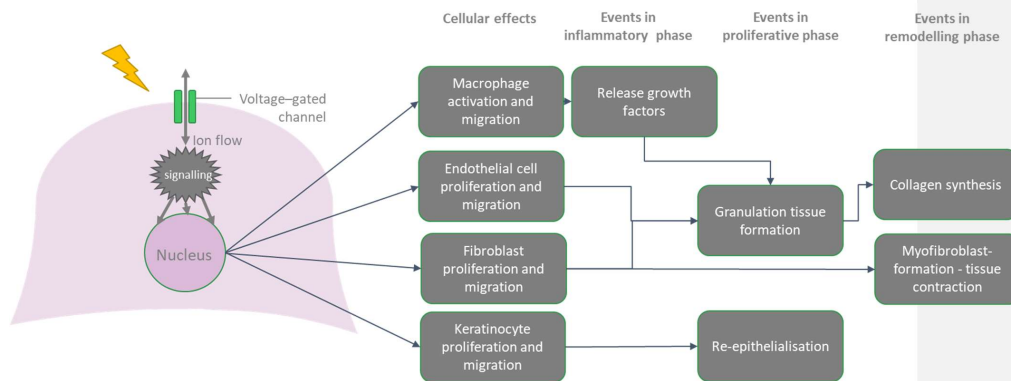 Cellular effects
Events in
inflammatory phase
Events in
proliferative phase
Events in
remodelling phase
Voltage–gated
channel
Ion flow
signalling
Nucleus
Macrophage
activation and
migration
Release growth
factors
Endothelial cell
proliferation and
migration
Granulation tissue
formation
Collagen synthesis
Fibroblast
proliferation and
migration
Myofibroblast-
formation - tissue
contraction
Keratinocyte
proliferation and
migration
Re-epithelialisation